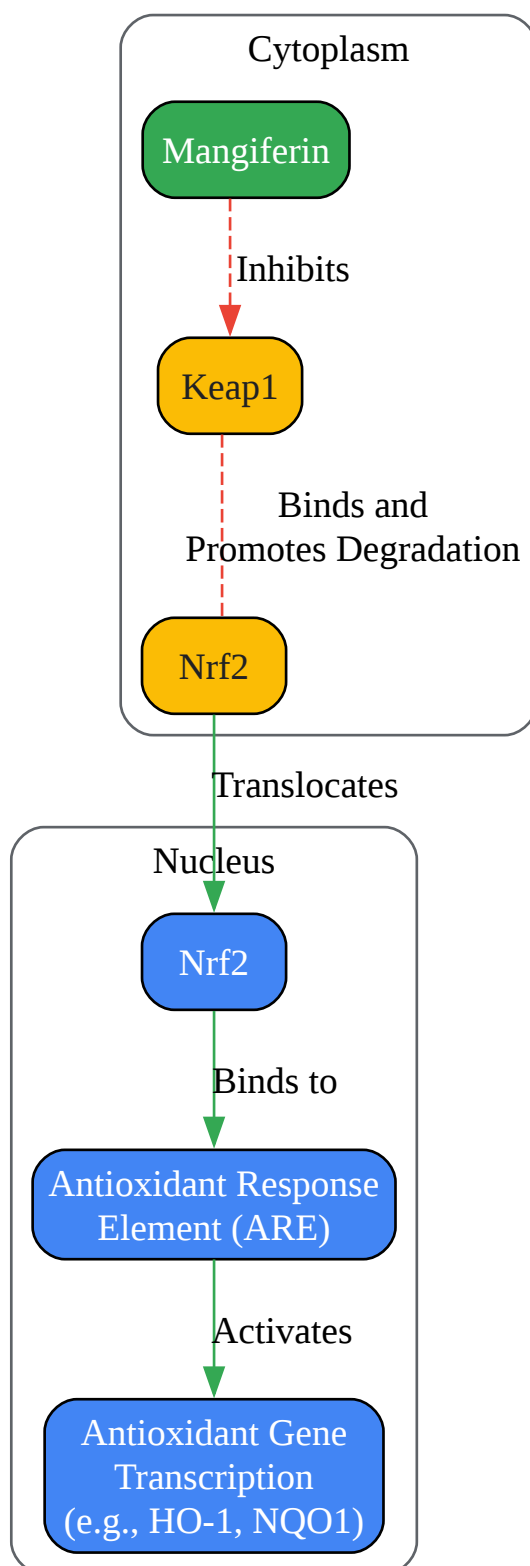 Cytoplasm
Mangiferin
Inhibits
Keap1
Binds and
Promotes Degradation
Nrf2
Translocates
Nucleus
Nrf2
Binds to
Antioxidant Response
Element (ARE)
Activates
Antioxidant Gene
Transcription
(e.g., HO-1, NQO1)